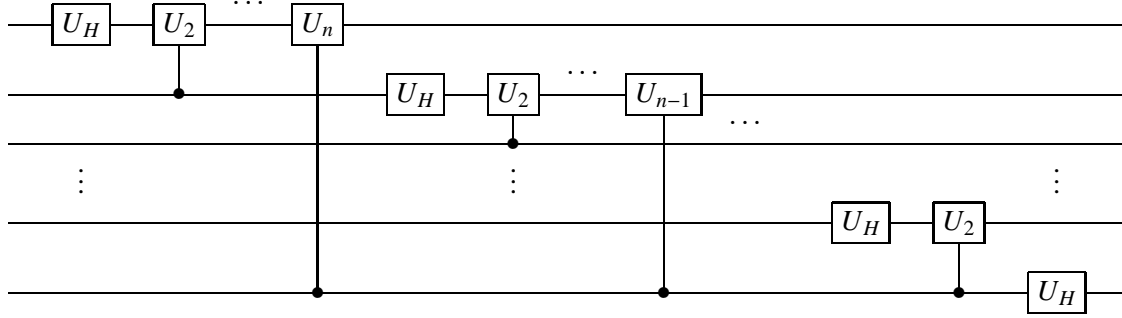 ⋯
U_H U_2 U_n
⋯
U_H U_2 U_{n−1}
⋯
⋮ ⋮ ⋮
U_H U_2
U_H